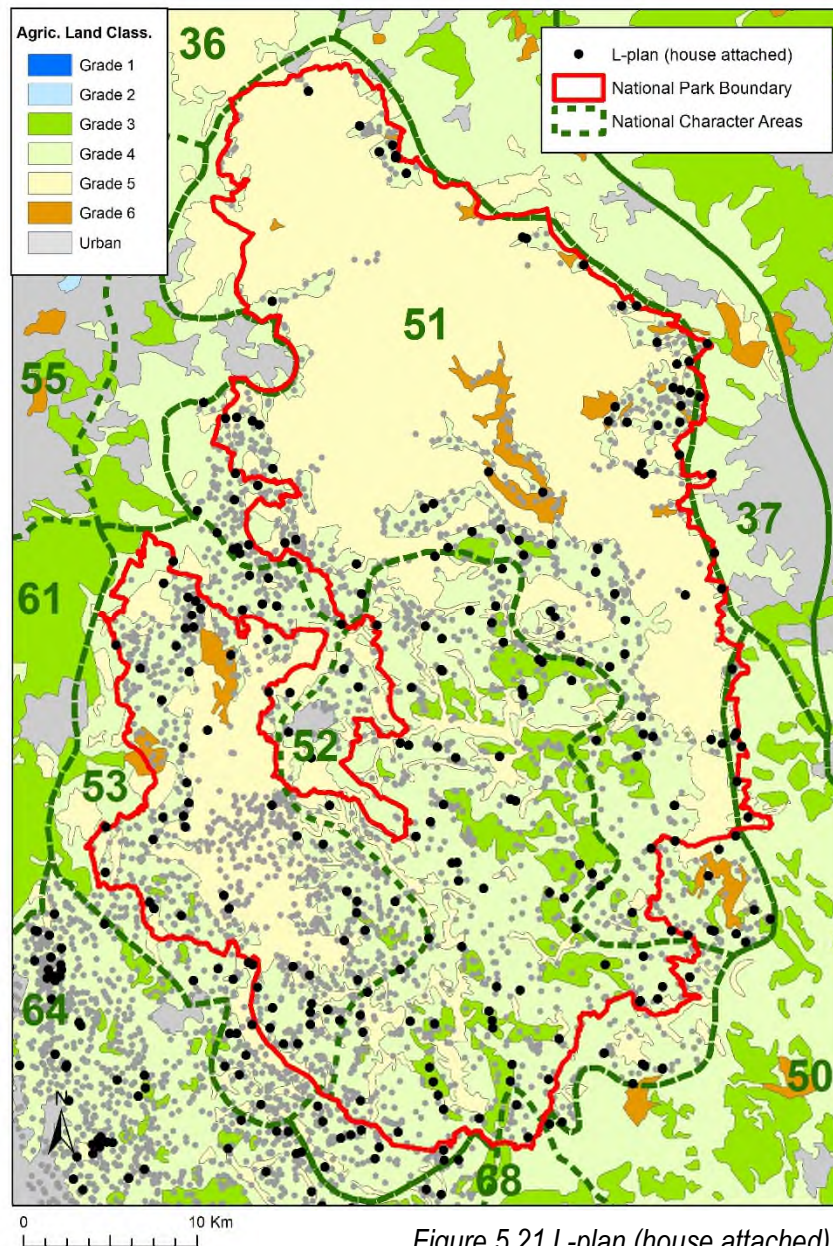 Agric. Land Class.
Grade 1
Grade 2
Grade 3
Grade 4
Grade 5
Grade 6
Urban
L-plan (house attached)
National Park Boundary
National Character Areas
36
51
55
37
61
52
53
64
50
68
N
0 10 Km
Figure 5.21 L-plan (house attached)